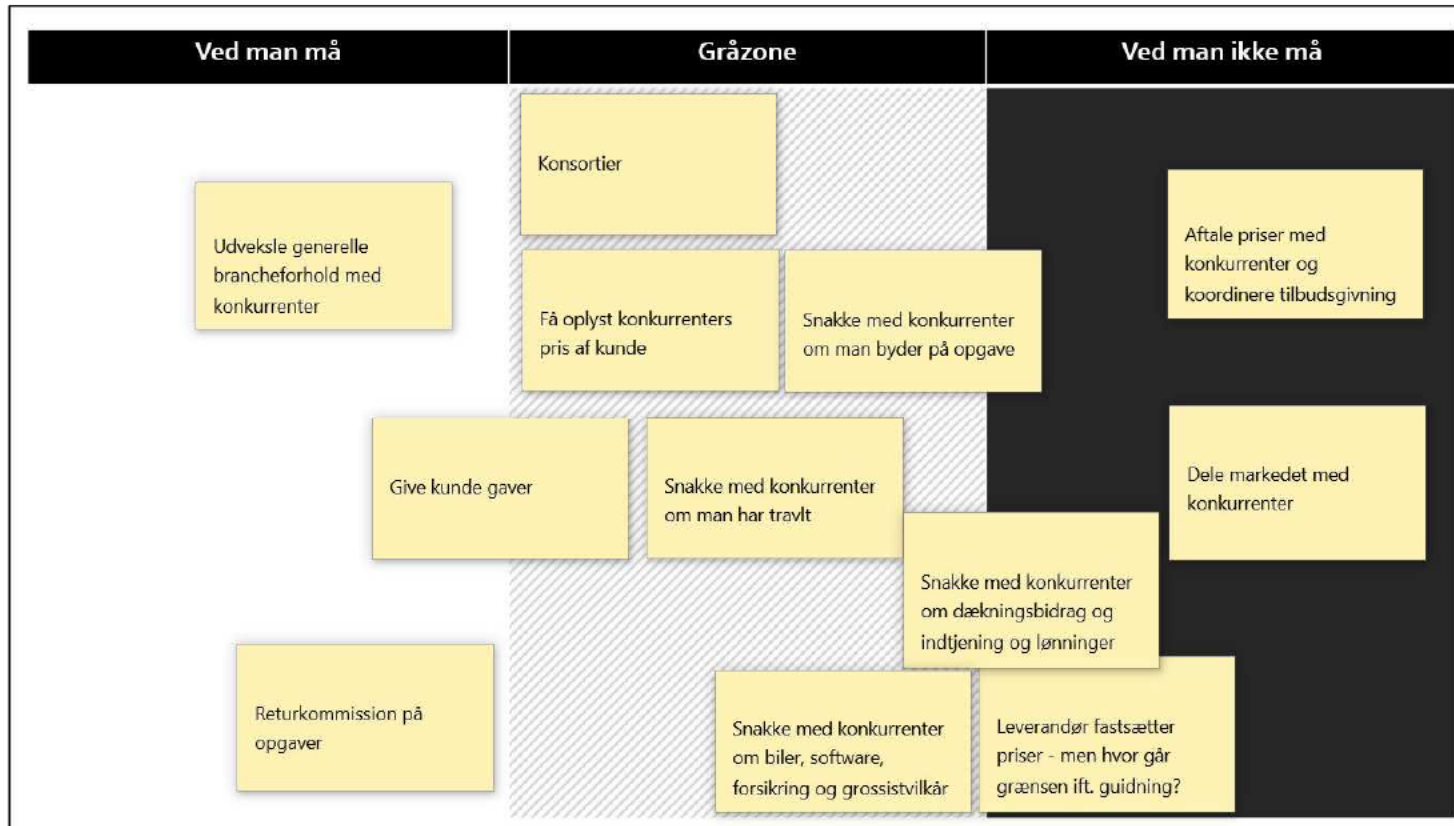 Ved man må
Gråzone
Ved man ikke må
Konsortier
Udveksle generelle
brancheforhold med
konkurrenter
Aftale priser med
konkurrenter og
koordinere tilbudsgivning
Få oplyst konkurrenters
pris af kunde
Snakke med konkurrenter
om man byder på opgave
Give kunde gaver
Snakke med konkurrenter
om man har travlt
Dele markedet med
konkurrenter
Snakke med konkurrenter
om dækningsbidrag og
indtjening og lønninger
Returkommission på
opgaver
Snakke med konkurrenter
om biler, software,
forsikring og grossistvilkår
Leverandør fastsætter
priser - men hvor går
grænsen ift. guidning?